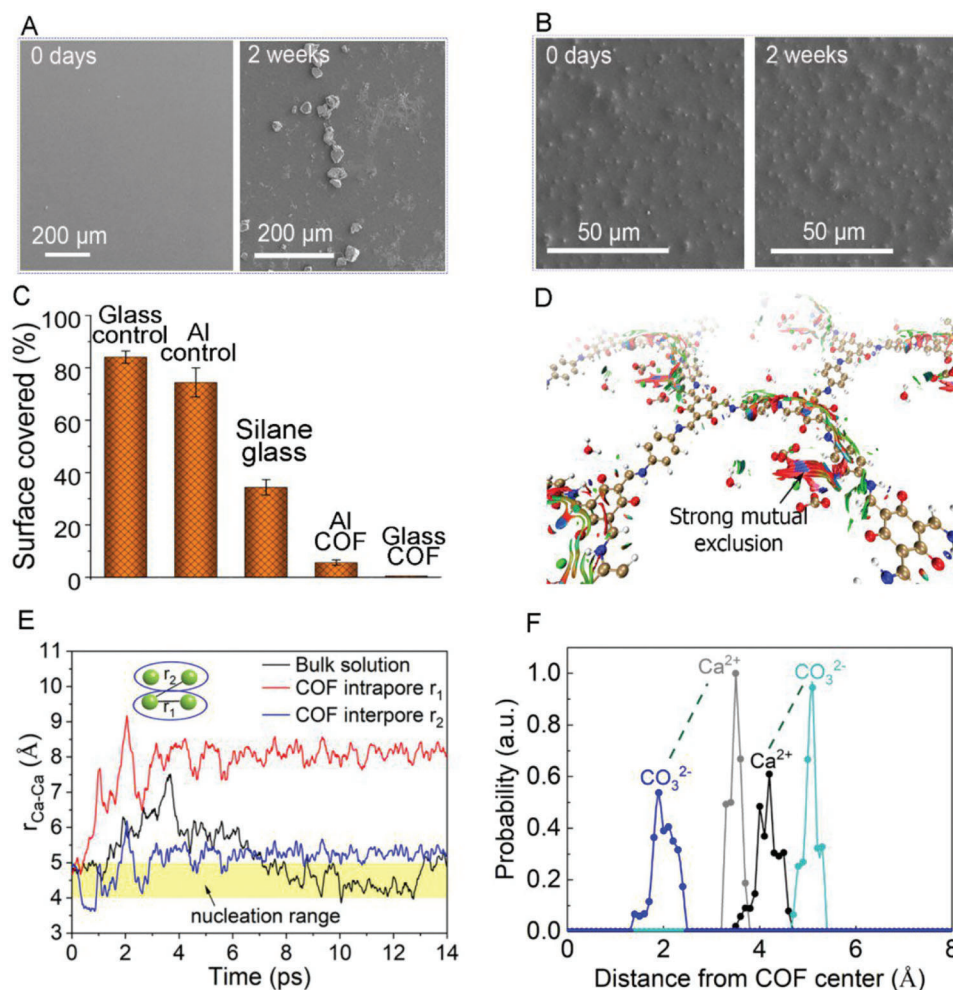 A
0 days
2 weeks
200 µm
200 µm
B
0 days
2 weeks
50 µm
50 µm
C
Surface covered (%)
100
80
60
40
20
0
Glass
control
Al
control
Silane
glass
Al
COF
Glass
COF
D
Strong mutual
exclusion
E
r Ca-Ca (Å)
11
10
9
8
7
6
5
4
3
r₂
r₁
Bulk solution
COF intrapore r₁
COF interpore r₂
nucleation range
0 2 4 6 8 10 12 14
Time (ps)
F
Probability (a.u.)
1.0
0.8
0.6
0.4
0.2
0.0
Ca²⁺
CO₃²⁻
CO₃²⁻
Ca²⁺
0 2 4 6 8
Distance from COF center (Å)